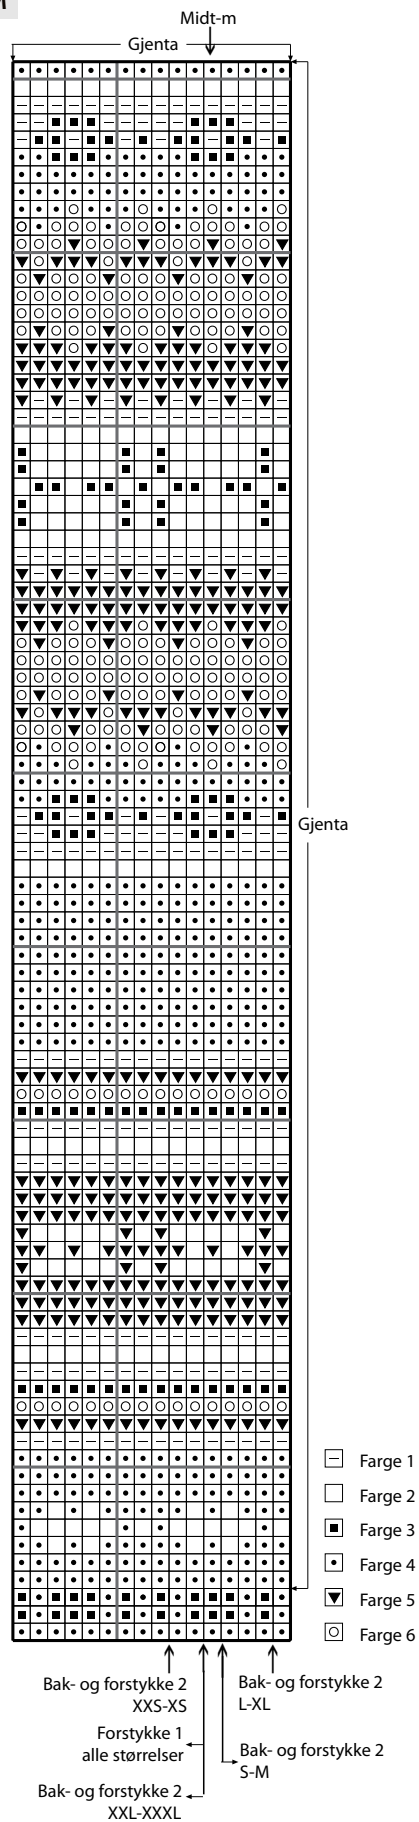 M
Midt-m
Gjenta
Gjenta
Farge 1
Farge 2
Farge 3
Farge 4
Farge 5
Farge 6
Bak- og forstykke 2
XXS-XS
Bak- og forstykke 2
L-XL
Forstykke 1
alle størrelser
Bak- og forstykke 2
S-M
Bak- og forstykke 2
XXL-XXXL